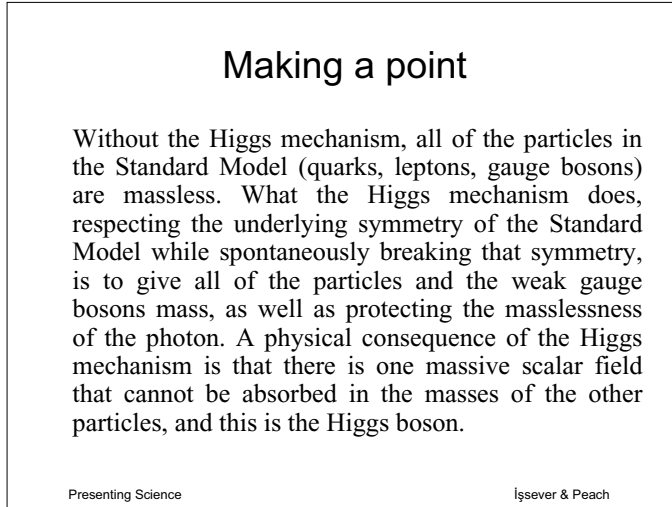 Making a point
Without the Higgs mechanism, all of the particles in
the Standard Model (quarks, leptons, gauge bosons)
are massless. What the Higgs mechanism does,
respecting the underlying symmetry of the Standard
Model while spontaneously breaking that symmetry,
is to give all of the particles and the weak gauge
bosons mass, as well as protecting the masslessness
of the photon. A physical consequence of the Higgs
mechanism is that there is one massive scalar field
that cannot be absorbed in the masses of the other
particles, and this is the Higgs boson.
Presenting Science
İşsever & Peach